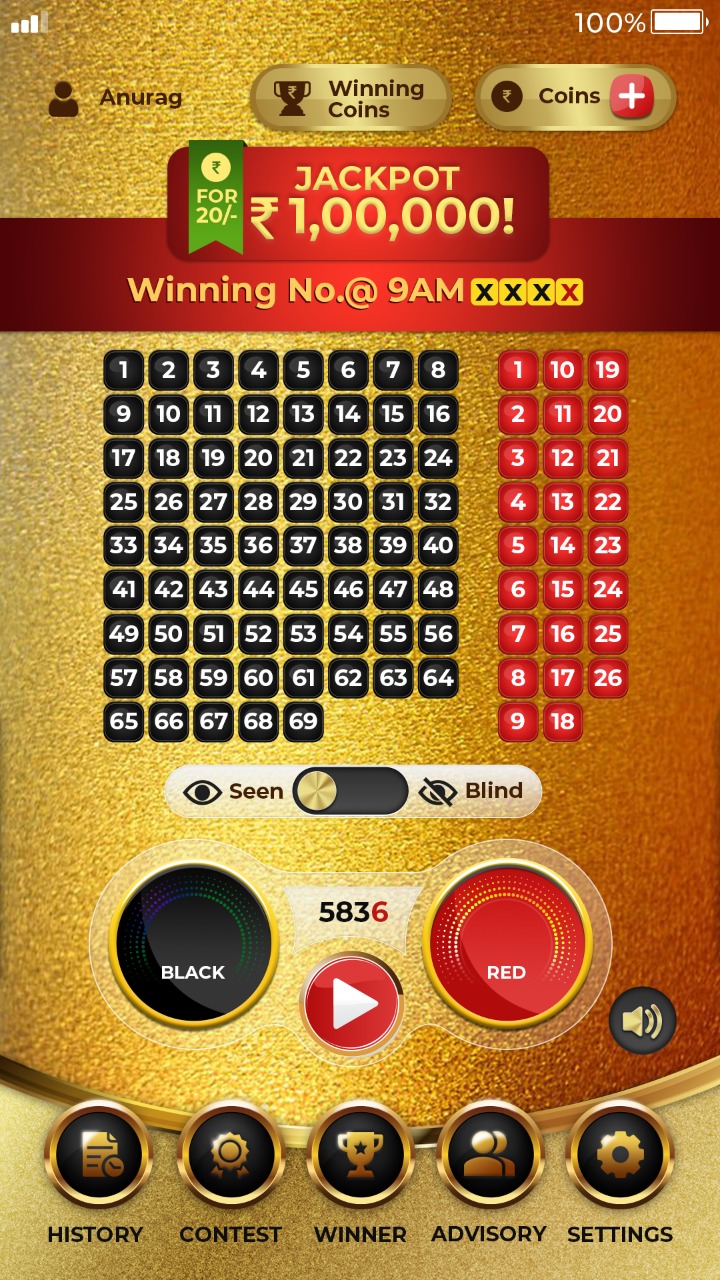 100%
Anurag
Winning
Coins
₹
₹
Coins
₹
FOR
20/-
JACKPOT
₹ 1,00,000!
Winning No.@ 9AM XXXX
1 2 3 4 5 6 7 8 1 10 19
9 10 11 12 13 14 15 16 2 11 20
17 18 19 20 21 22 23 24 3 12 21
25 26 27 28 29 30 31 32 4 13 22
33 34 35 36 37 38 39 40 5 14 23
41 42 43 44 45 46 47 48 6 15 24
49 50 51 52 53 54 55 56 7 16 25
57 58 59 60 61 62 63 64 8 17 26
65 66 67 68 69 9 18
Seen Blind
5836
BLACK RED
HISTORY CONTEST WINNER ADVISORY SETTINGS